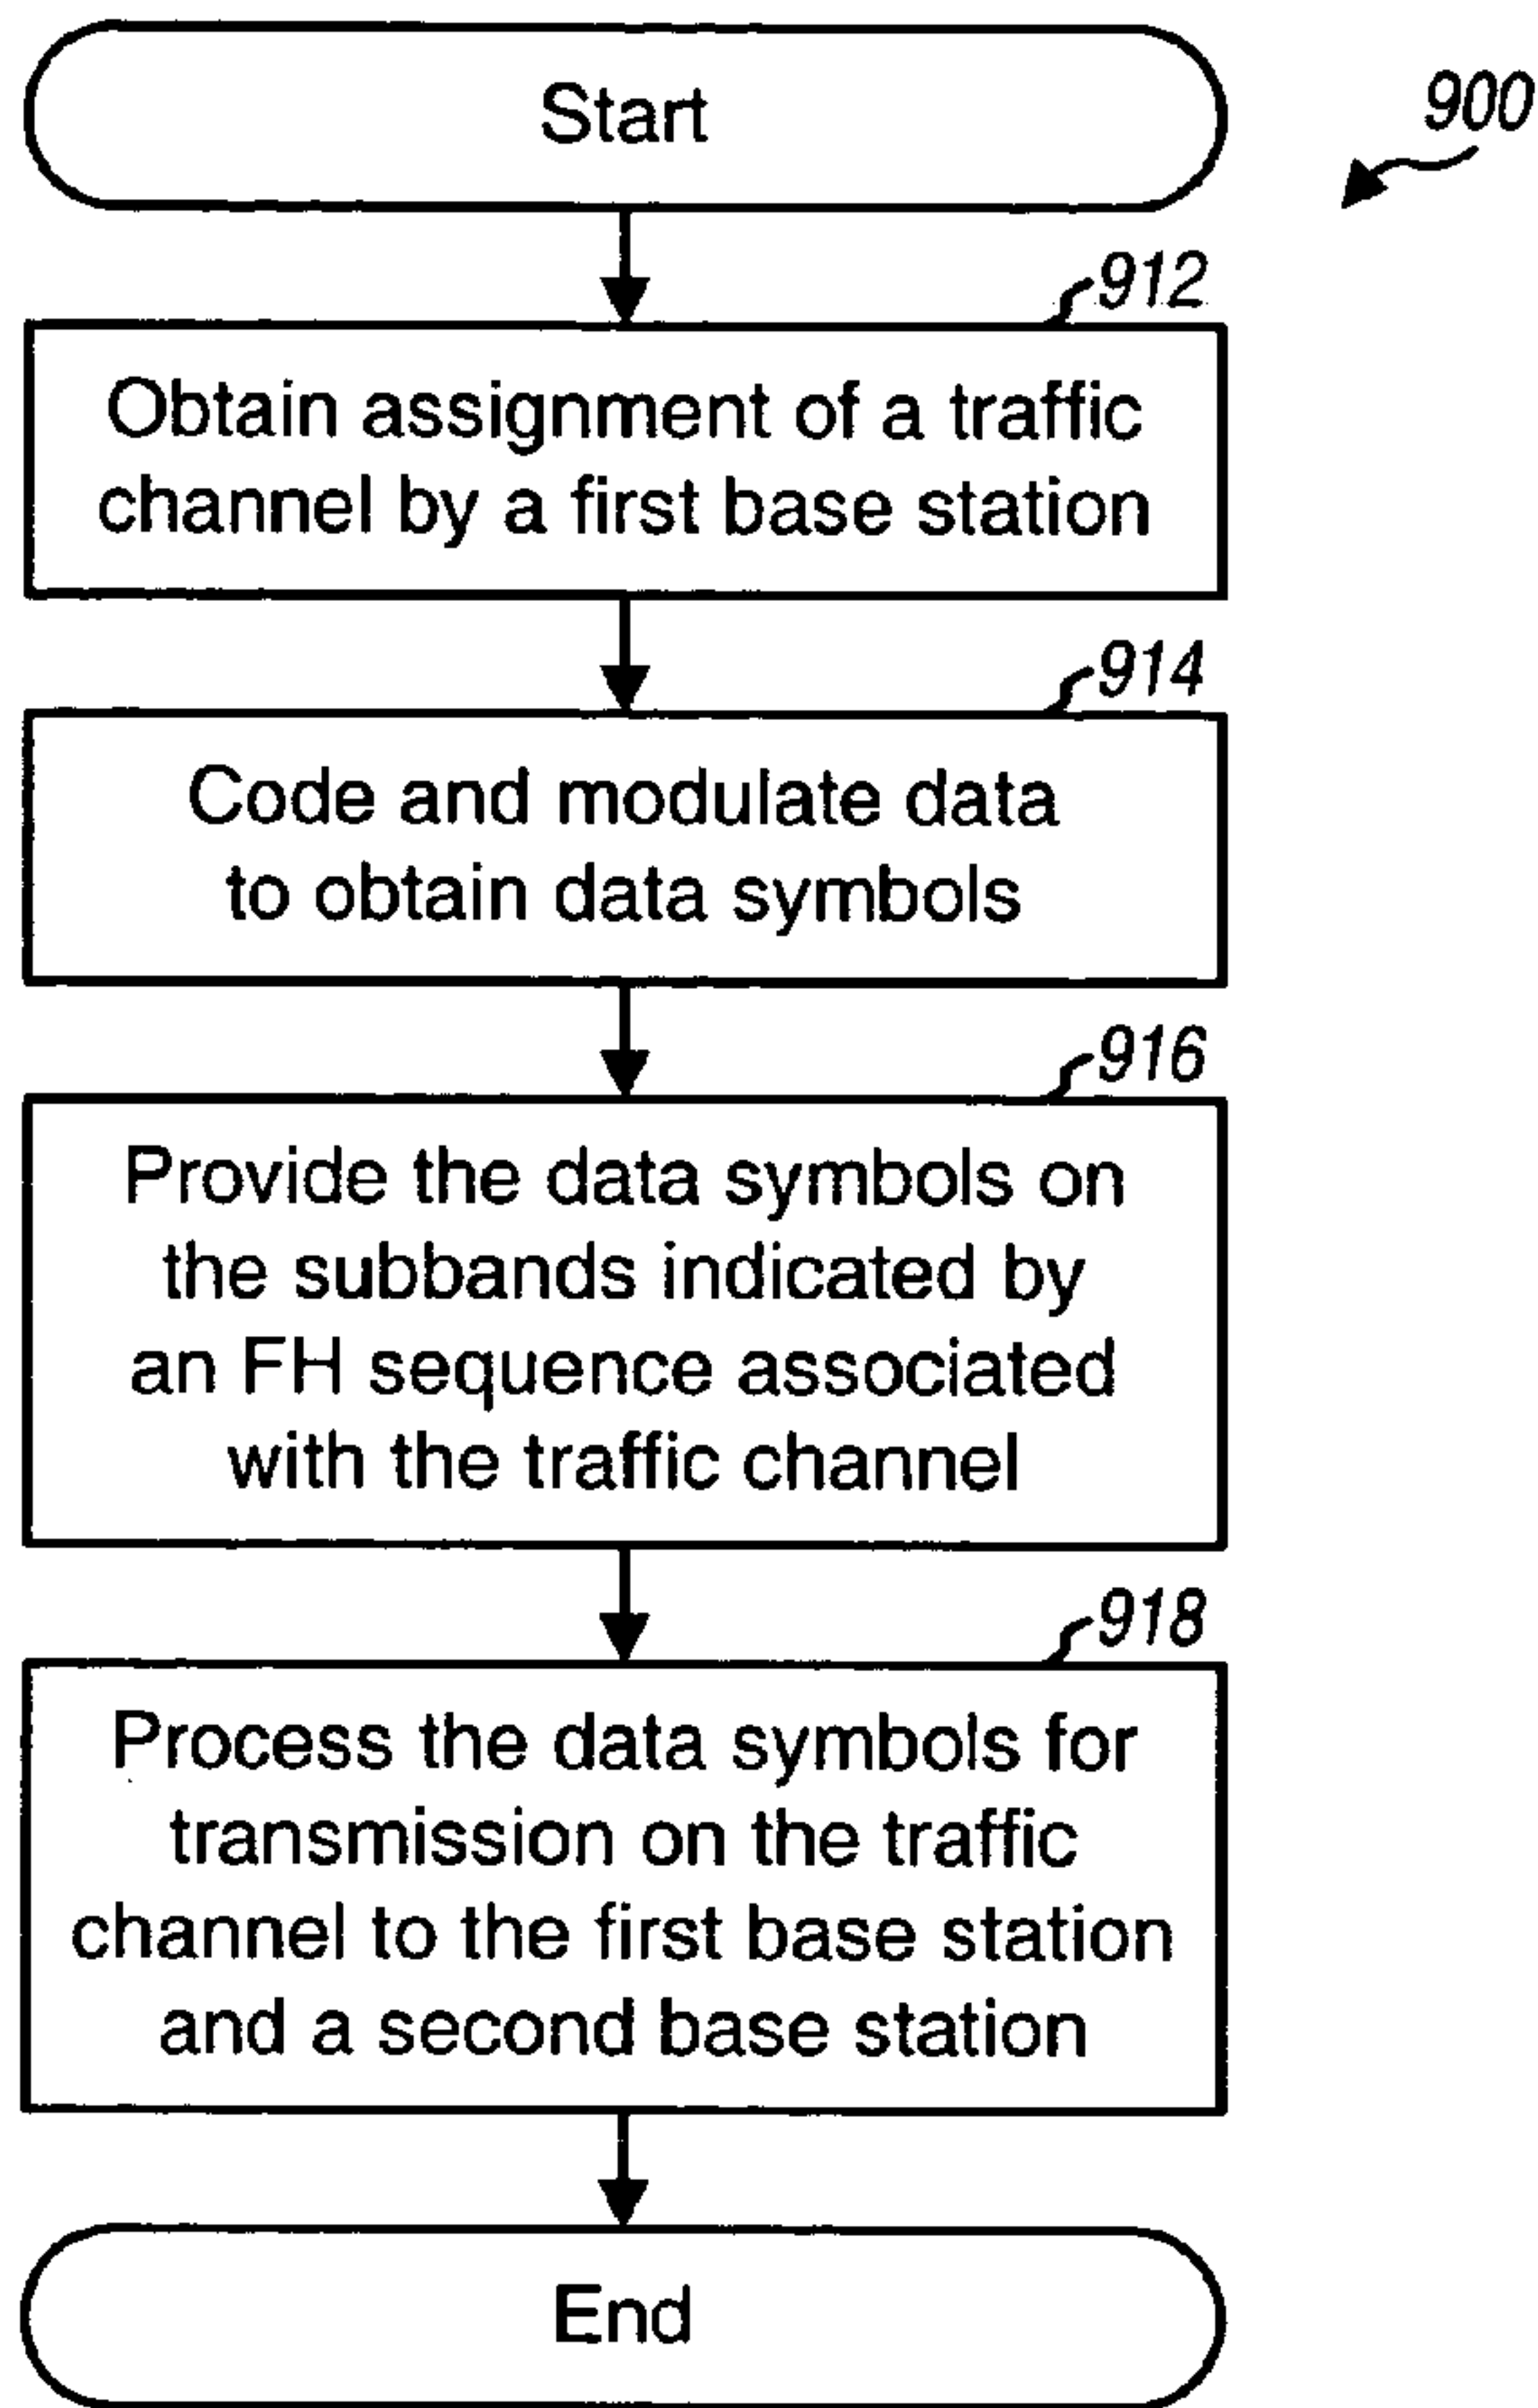 Start
900
912
Obtain assignment of a traffic
channel by a first base station
914
Code and modulate data
to obtain data symbols
916
Provide the data symbols on
the subbands indicated by
an FH sequence associated
with the traffic channel
918
Process the data symbols for
transmission on the traffic
channel to the first base station
and a second base station
End